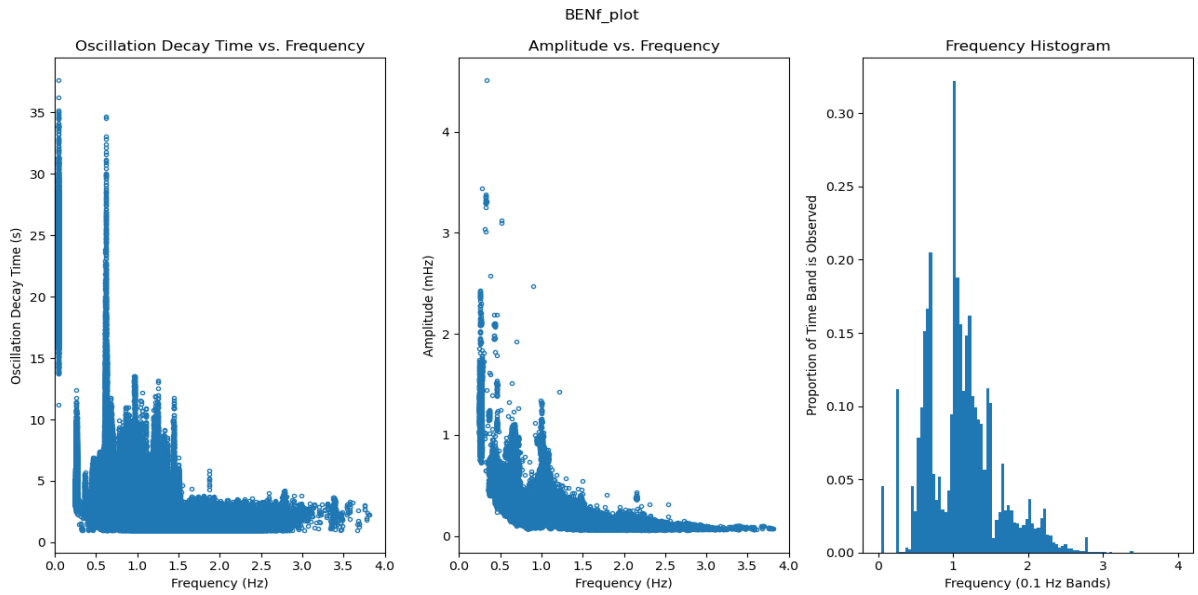 BENf_plot
Oscillation Decay Time vs. Frequency
Amplitude vs. Frequency
Frequency Histogram
Oscillation Decay Time (s)
35
30
25
20
15
10
5
0
0.0 0.5 1.0 1.5 2.0 2.5 3.0 3.5 4.0
Frequency (Hz)
Amplitude (mHz)
4
3
2
1
0
0.0 0.5 1.0 1.5 2.0 2.5 3.0 3.5 4.0
Frequency (Hz)
Proportion of Time Band is Observed
0.30
0.25
0.20
0.15
0.10
0.05
0.00
0 1 2 3 4
Frequency (0.1 Hz Bands)